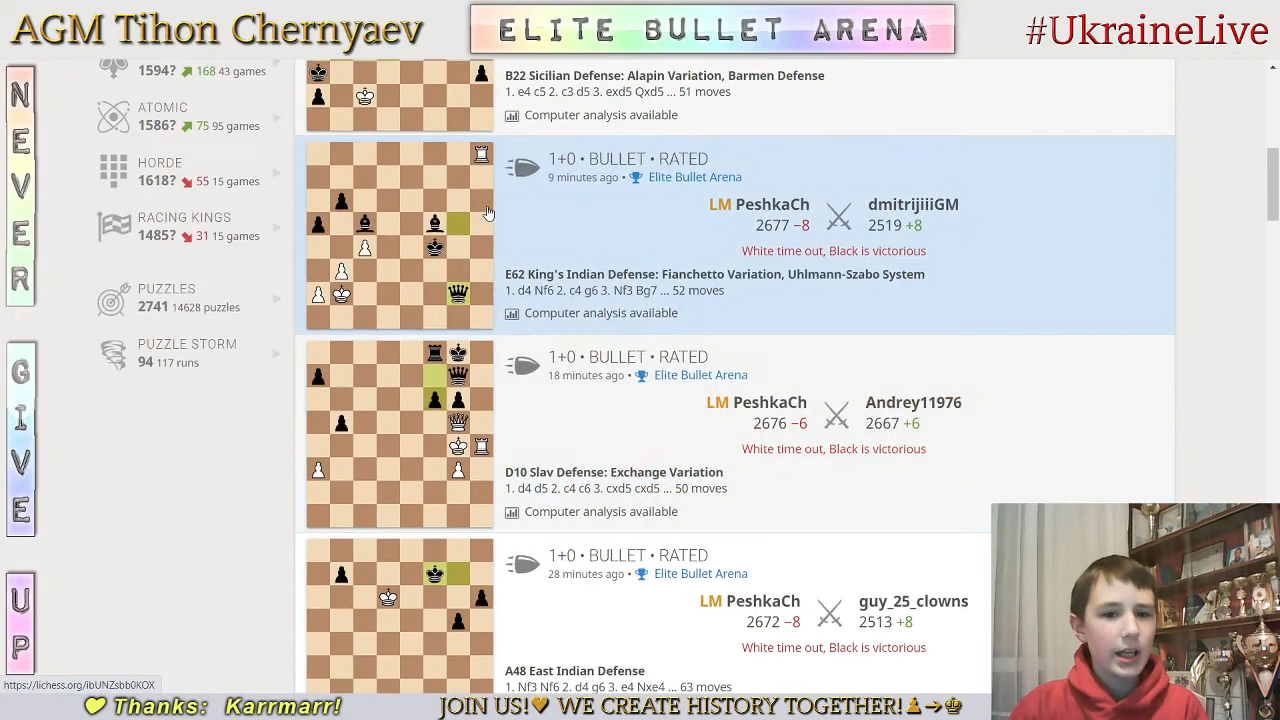 AGM Tihon Chernyaev
ELITE BULLET ARENA
#UkraineLive
NEVER
GIVE
UP
1594? 168 43 games
ATOMIC
1586? 75 95 games
HORDE
1618? 55 15 games
RACING KINGS
1485? 31 15 games
PUZZLES
2741 14628 puzzles
PUZZLE STORM
94 117 runs
B22 Sicilian Defense: Alapin Variation, Barmen Defense
1. e4 c5 2. c3 d5 3. exd5 Qxd5 ... 51 moves
Computer analysis available
1+0 • BULLET • RATED
9 minutes ago • Elite Bullet Arena
LM PeshkaCh dmitrijiiiGM
2677 −8 2519 +8
White time out, Black is victorious
E62 King's Indian Defense: Fianchetto Variation, Uhlmann-Szabo System
1. d4 Nf6 2. c4 g6 3. Nf3 Bg7 ... 52 moves
Computer analysis available
1+0 • BULLET • RATED
18 minutes ago • Elite Bullet Arena
LM PeshkaCh Andrey11976
2676 −6 2667 +6
White time out, Black is victorious
D10 Slav Defense: Exchange Variation
1. d4 d5 2. c4 c6 3. cxd5 cxd5 ... 50 moves
Computer analysis available
1+0 • BULLET • RATED
28 minutes ago • Elite Bullet Arena
LM PeshkaCh guy_25_clowns
2672 −8 2513 +8
White time out, Black is victorious
A48 East Indian Defense
1. Nf3 Nf6 2. d4 g6 3. e4 Nxe4 ... 63 moves
https://lichess.org/ibUNZsbb0KOX
Thanks: Karrmarr!
JOIN US! WE CREATE HISTORY TOGETHER!